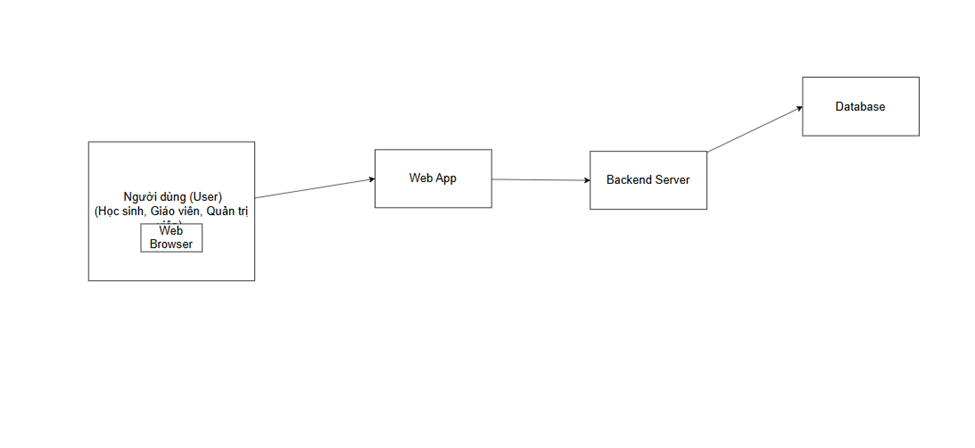 Người dùng (User)
(Học sinh, Giáo viên, Quản trị
Web
Browser
Web App
Backend Server
Database